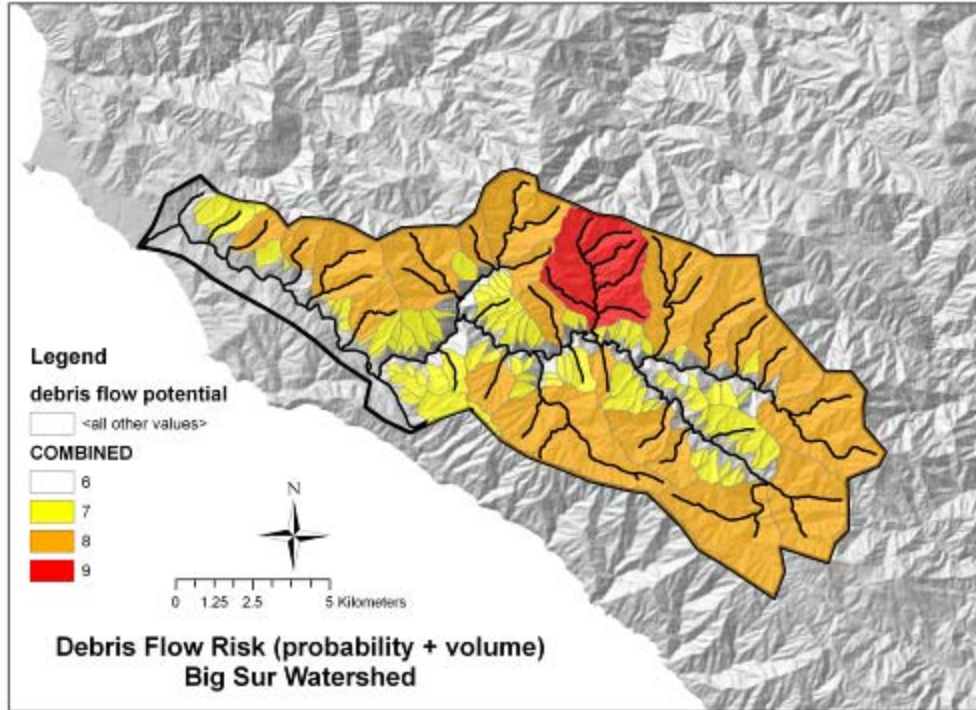 Legend
debris flow potential
<all other values>
COMBINED
6
7
8
9
N
0 1.25 2.5 5 Kilometers
Debris Flow Risk (probability + volume)
Big Sur Watershed